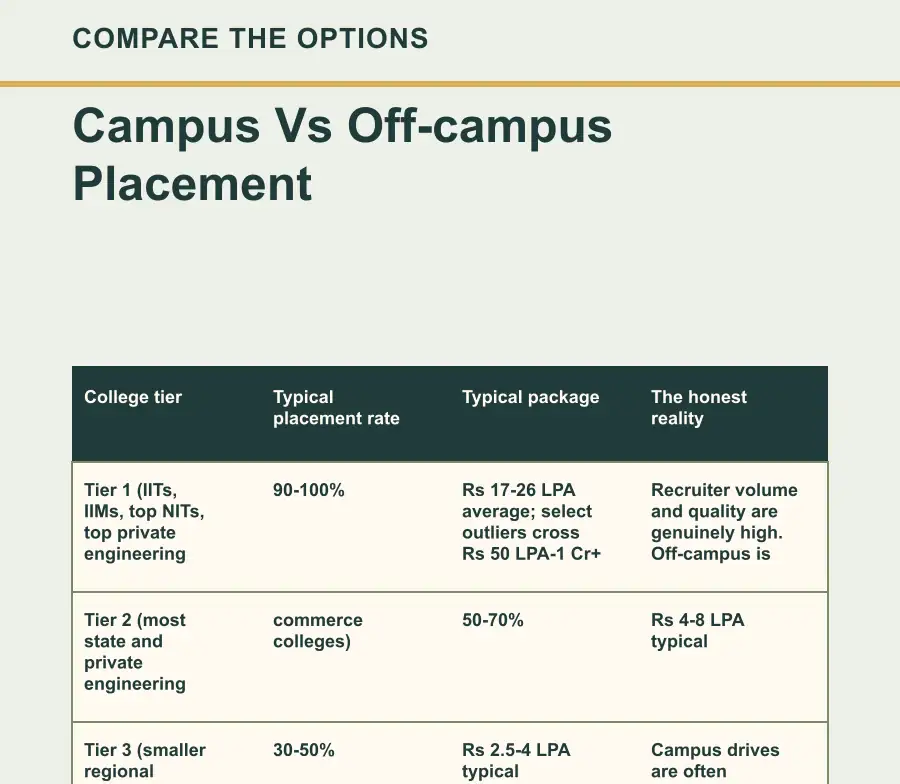 COMPARE THE OPTIONS
Campus Vs Off-campus
Placement
College tier
Typical
placement rate
Typical package
The honest
reality
Tier 1 (IITs,
IIMs, top NITs,
top private
engineering
90-100%
Rs 17-26 LPA
average; select
outliers cross
Rs 50 LPA-1 Cr+
Recruiter volume
and quality are
genuinely high.
Off-campus is
Tier 2 (most
state and
private
engineering
commerce
colleges)
50-70%
Rs 4-8 LPA
typical
Tier 3 (smaller
regional
30-50%
Rs 2.5-4 LPA
typical
Campus drives
are often